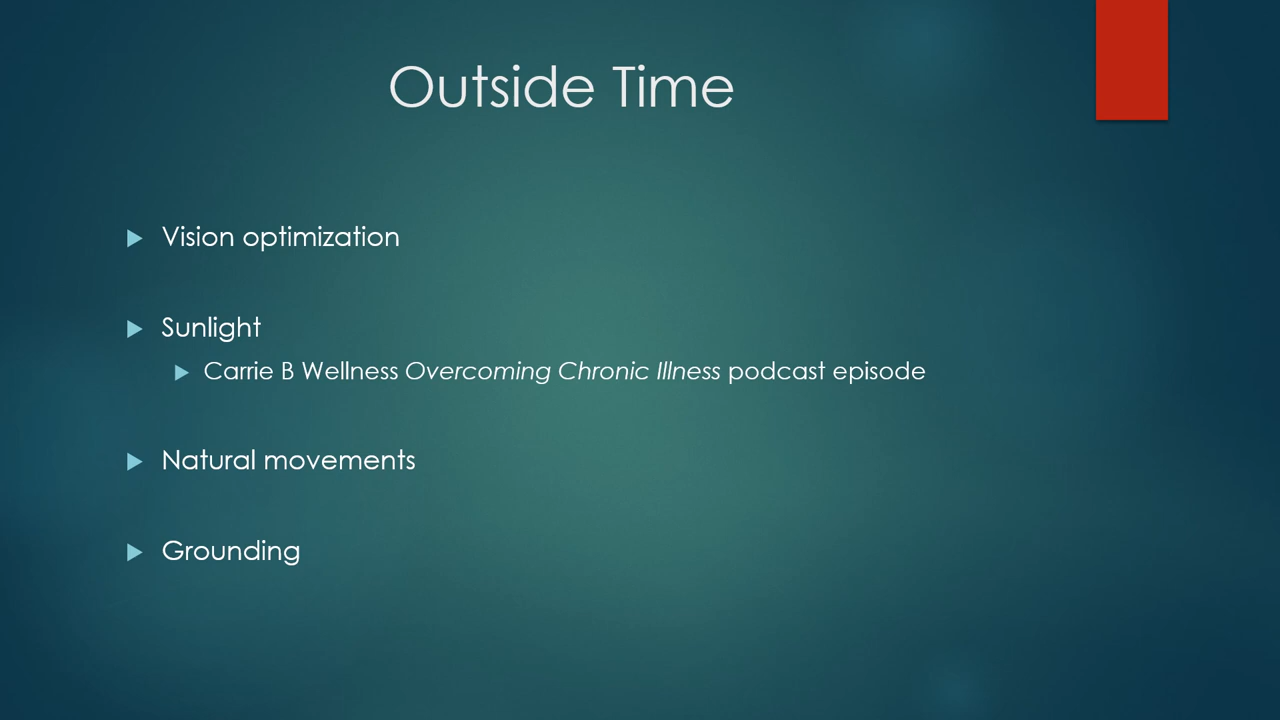 Outside Time
Vision optimization
Sunlight
Carrie B Wellness Overcoming Chronic Illness podcast episode
Natural movements
Grounding